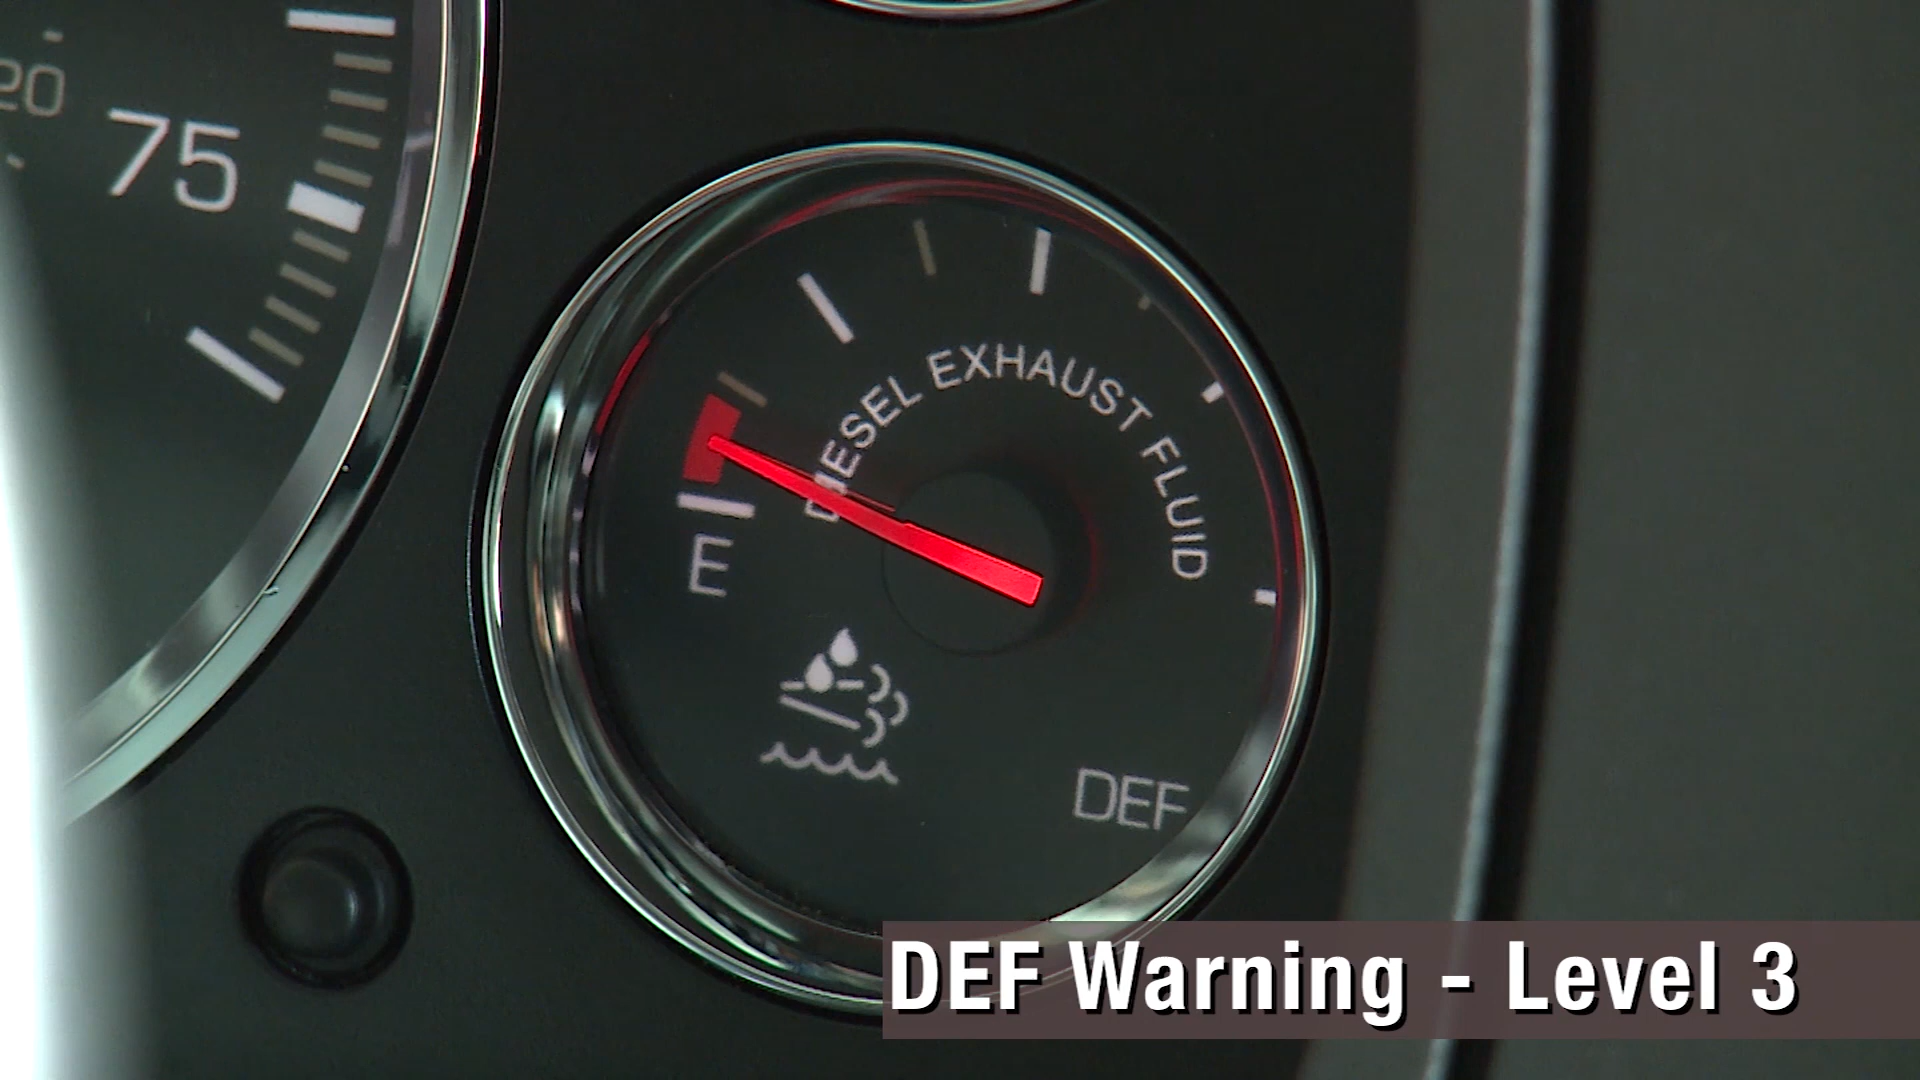 20
75
DIESEL EXHAUST FLUID
E
DEF
DEF Warning - Level 3